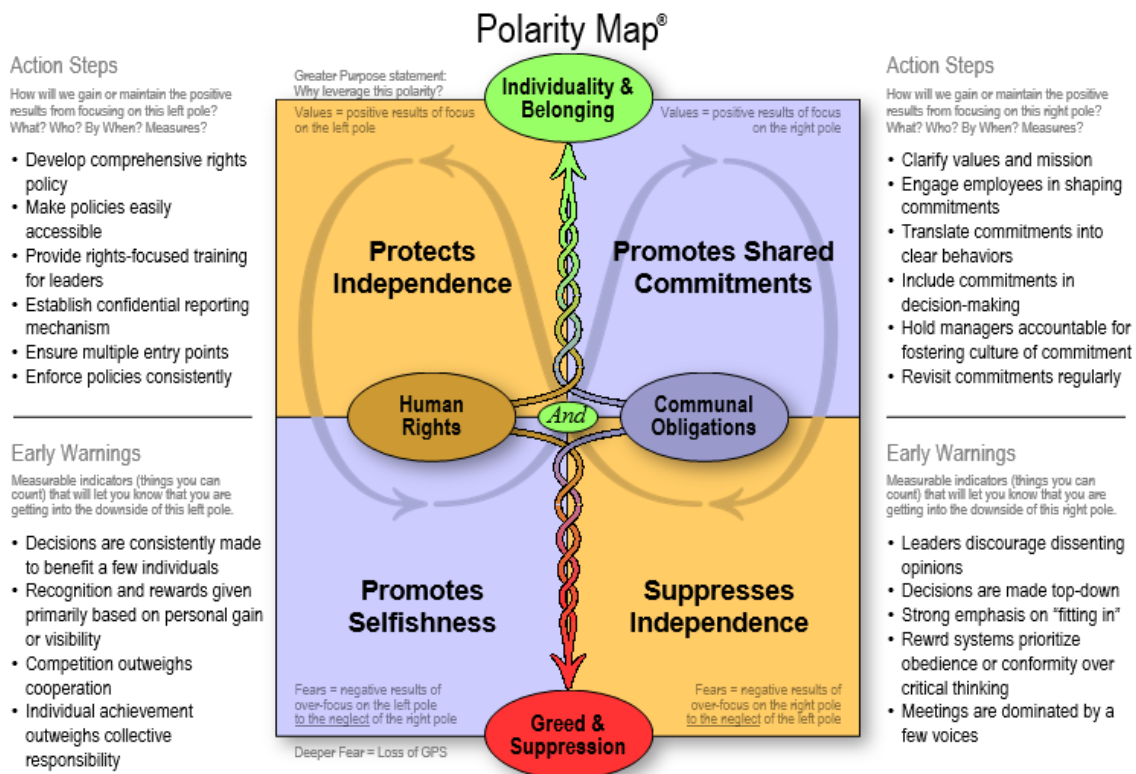 Polarity Map®
Action Steps
How will we gain or maintain the positive
results from focusing on this left pole?
What? Who? By When? Measures?
• Develop comprehensive rights
policy
• Make policies easily
accessible
• Provide rights-focused training
for leaders
• Establish confidential reporting
mechanism
• Ensure multiple entry points
• Enforce policies consistently
Early Warnings
Measurable indicators (things you can
count) that will let you know that you are
getting into the downside of this left pole.
• Decisions are consistently made
to benefit a few individuals
• Recognition and rewards given
primarily based on personal gain
or visibility
• Competition outweighs
cooperation
• Individual achievement
outweighs collective
responsibility
Greater Purpose statement:
Why leverage this polarity?
Individuality &
Belonging
Values = positive results of focus
on the left pole
Values = positive results of focus
on the right pole
Protects
Independence
Promotes Shared
Commitments
Human
Rights
And
Communal
Obligations
Promotes
Selfishness
Suppresses
Independence
Fears = negative results of
over-focus on the left pole
to the neglect of the right pole
Fears = negative results of
over-focus on the right pole
to the neglect of the left pole
Greed &
Suppression
Deeper Fear = Loss of GPS
Action Steps
How will we gain or maintain the positive
results from focusing on this right pole?
What? Who? By When? Measures?
• Clarify values and mission
• Engage employees in shaping
commitments
• Translate commitments into
clear behaviors
• Include commitments in
decision-making
• Hold managers accountable for
fostering culture of commitment
• Revisit commitments regularly
Early Warnings
Measurable indicators (things you can
count) that will let you know that you are
getting into the downside of this right pole.
• Leaders discourage dissenting
opinions
• Decisions are made top-down
• Strong emphasis on “fitting in”
• Rewrd systems prioritize
obedience or conformity over
critical thinking
• Meetings are dominated by a
few voices